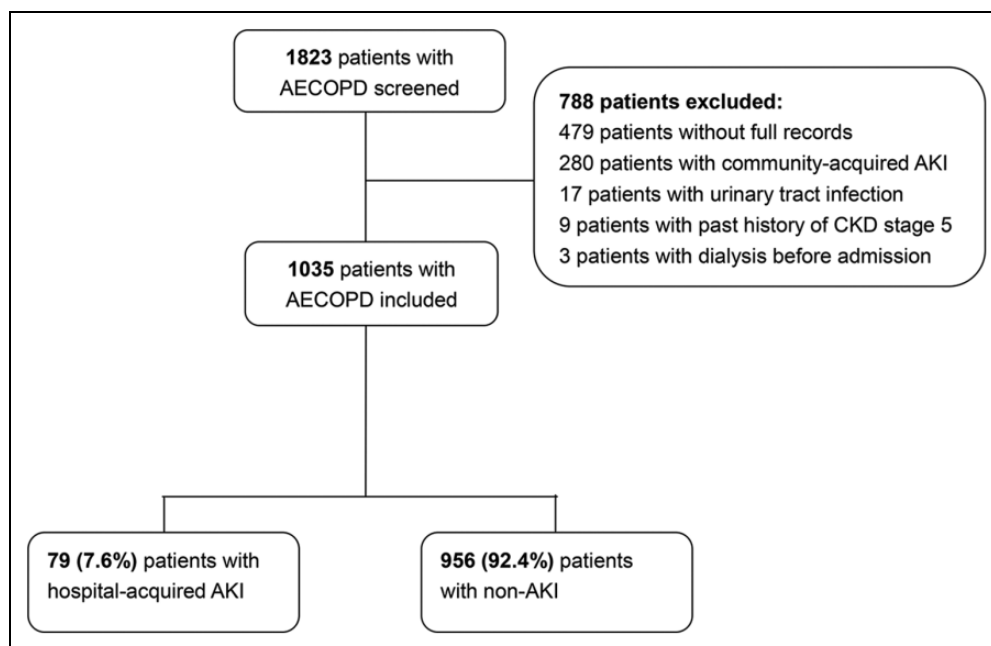 1823 patients with
AECOPD screened
788 patients excluded:
479 patients without full records
280 patients with community-acquired AKI
17 patients with urinary tract infection
9 patients with past history of CKD stage 5
3 patients with dialysis before admission
1035 patients with
AECOPD included
79 (7.6%) patients with
hospital-acquired AKI
956 (92.4%) patients
with non-AKI